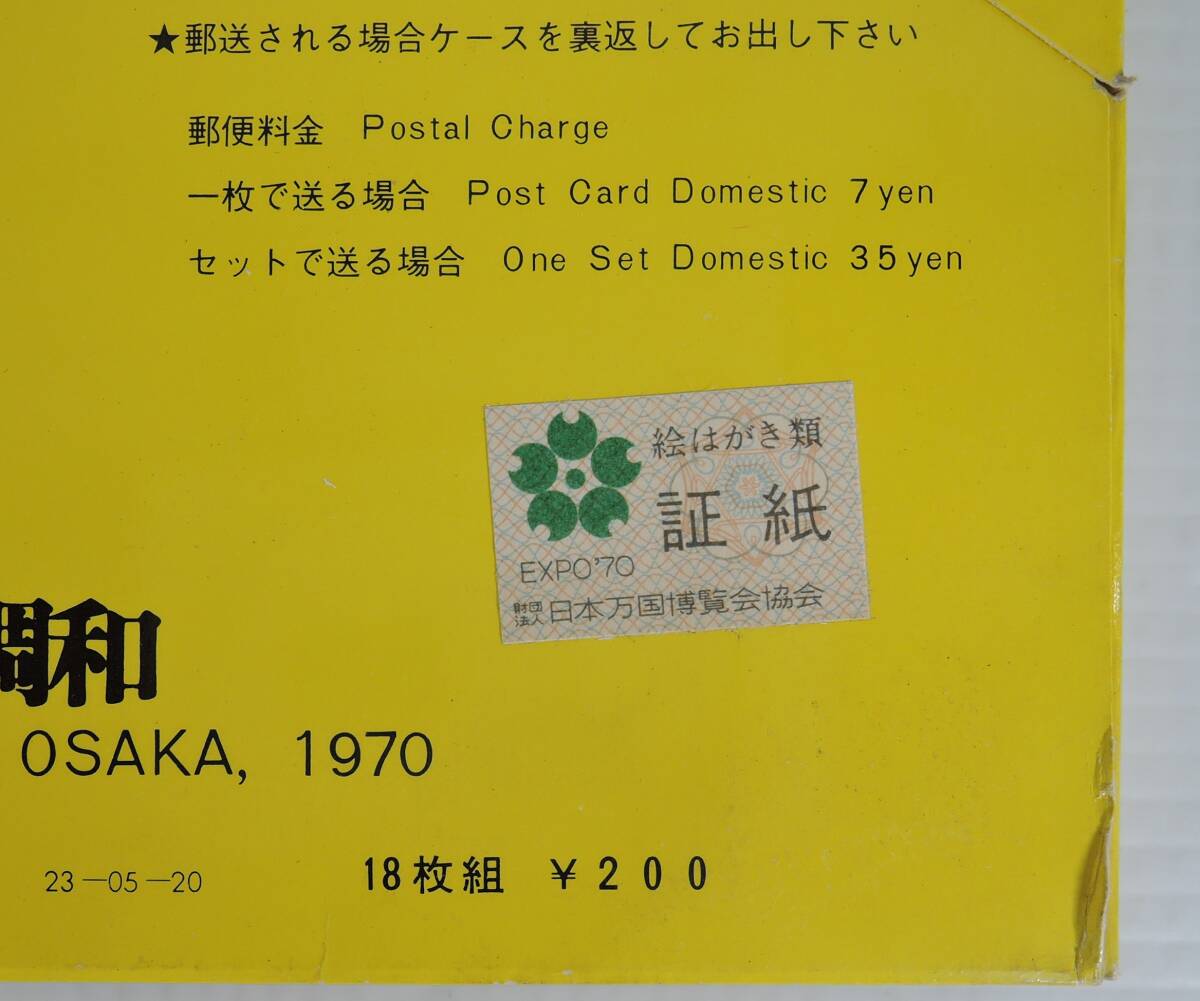 ★郵送される場合ケースを裏返してお出し下さい
郵便料金 Postal Charge
一枚で送る場合 Post Card Domestic 7yen
セットで送る場合 One Set Domestic 35yen
絵はがき類
証紙
EXPO'70
財団法人 日本万国博覧会協会
調和
OSAKA, 1970
23-05-20
18枚組 ¥200